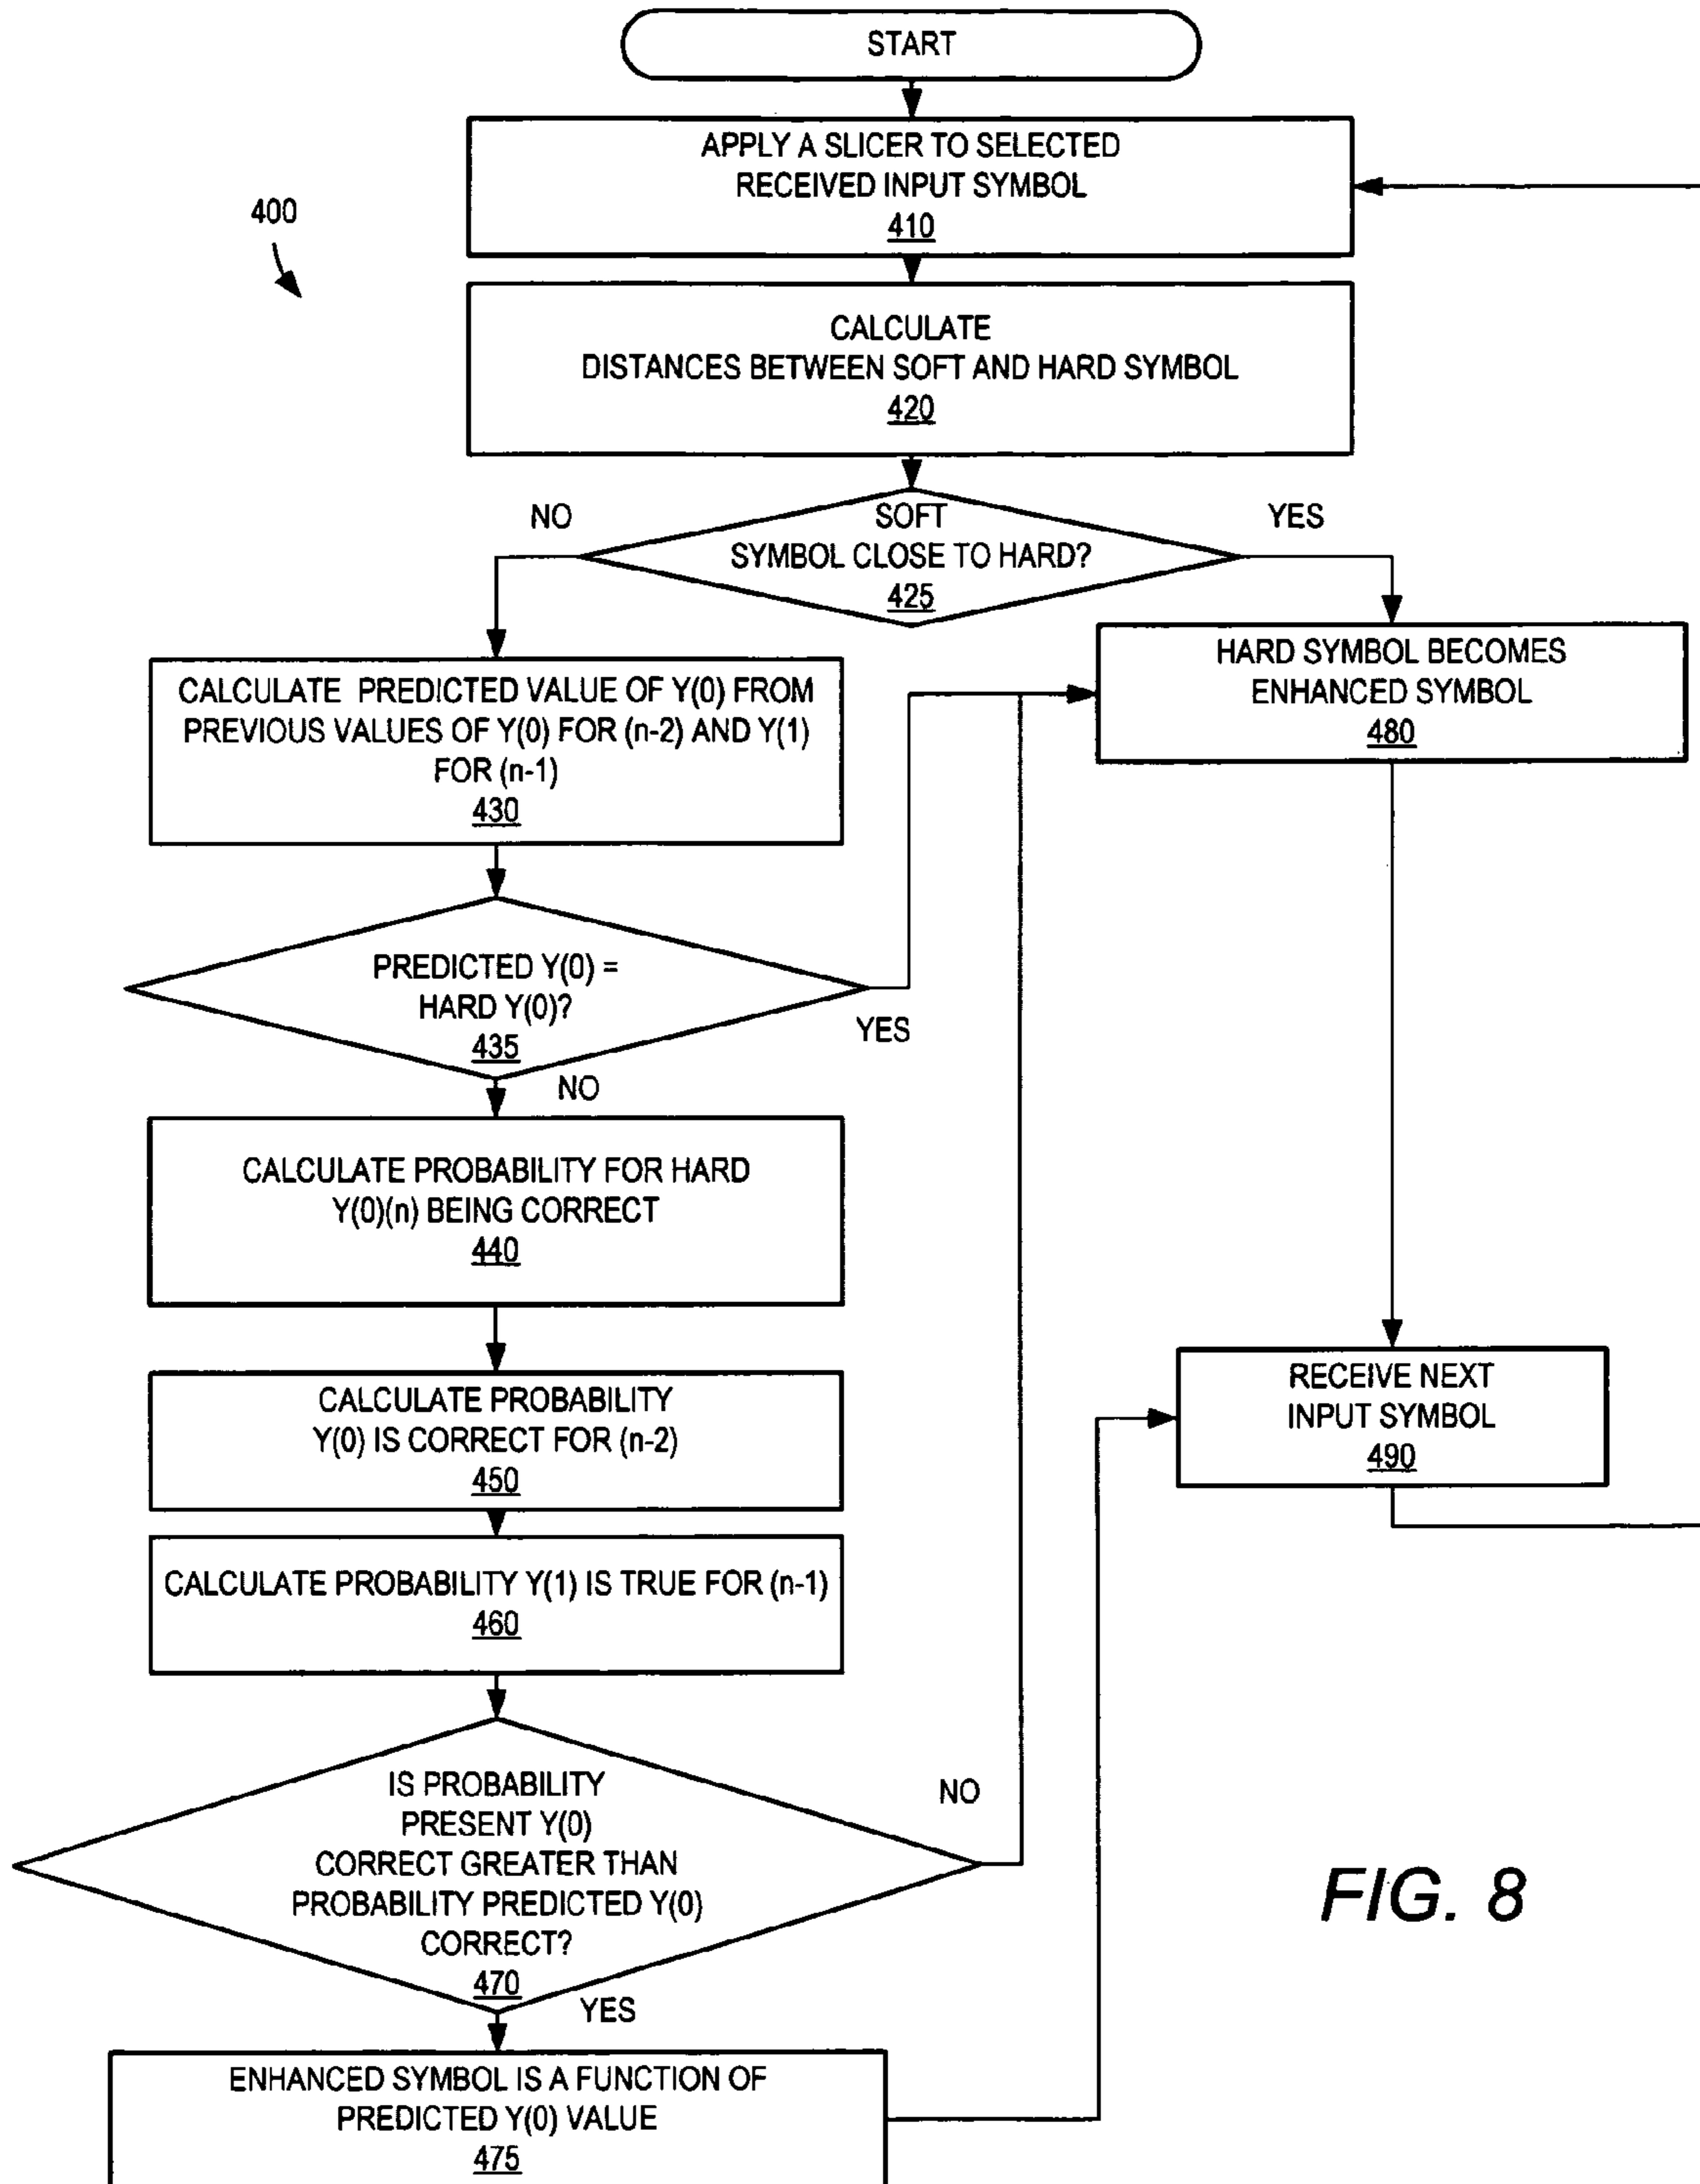 START
APPLY A SLICER TO SELECTED
RECEIVED INPUT SYMBOL
410
400
CALCULATE
DISTANCES BETWEEN SOFT AND HARD SYMBOL
420
NO
SOFT
SYMBOL CLOSE TO HARD?
425
YES
CALCULATE PREDICTED VALUE OF Y(0) FROM
PREVIOUS VALUES OF Y(0) FOR (n-2) AND Y(1)
FOR (n-1)
430
HARD SYMBOL BECOMES
ENHANCED SYMBOL
480
PREDICTED Y(0) =
HARD Y(0)?
435
YES
NO
CALCULATE PROBABILITY FOR HARD
Y(0)(n) BEING CORRECT
440
CALCULATE PROBABILITY
Y(0) IS CORRECT FOR (n-2)
450
RECEIVE NEXT
INPUT SYMBOL
490
CALCULATE PROBABILITY Y(1) IS TRUE FOR (n-1)
460
IS PROBABILITY
PRESENT Y(0)
CORRECT GREATER THAN
PROBABILITY PREDICTED Y(0)
CORRECT?
470
NO
YES
ENHANCED SYMBOL IS A FUNCTION OF
PREDICTED Y(0) VALUE
475
FIG. 8